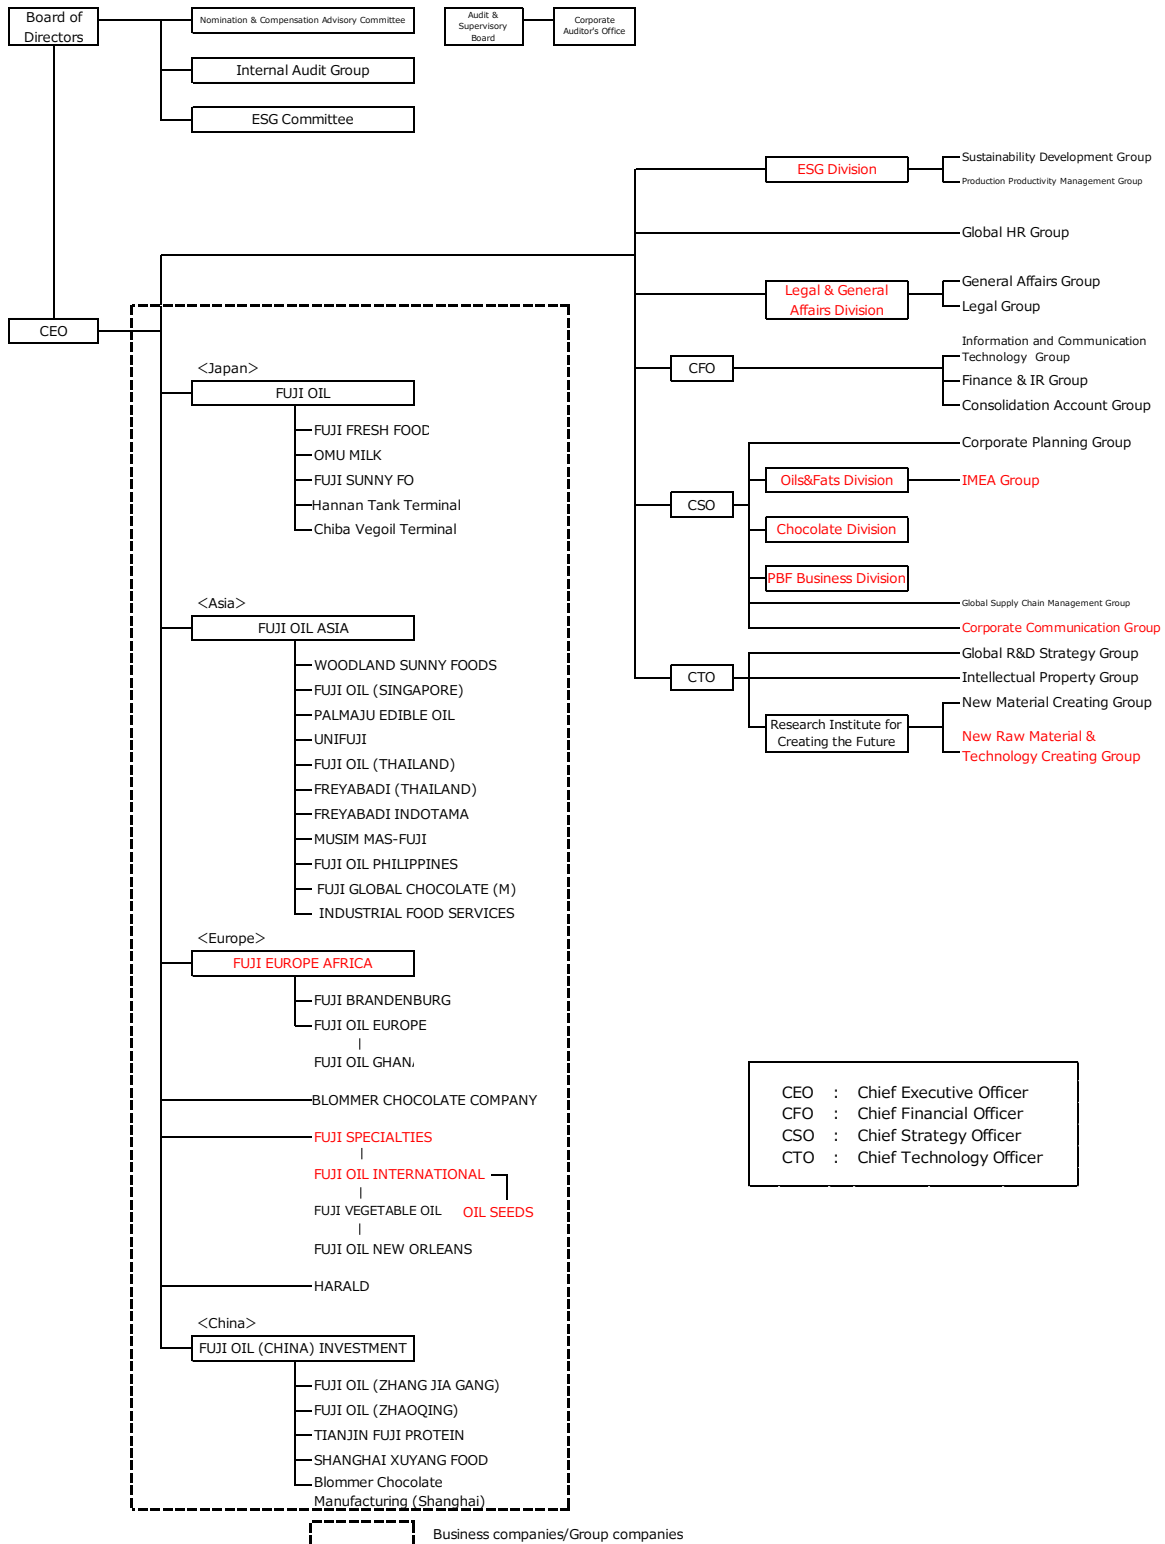 Board of
Directors
Nomination & Compensation Advisory Committee
Audit &
Supervisory
Board
Corporate
Auditor's Office
Internal Audit Group
ESG Committee
CEO
ESG Division
Sustainability Development Group
Production Productivity Management Group
Global HR Group
Legal & General
Affairs Division
General Affairs Group
Legal Group
CFO
Information and Communication
Technology Group
Finance & IR Group
Consolidation Account Group
CSO
Corporate Planning Group
Oils&Fats Division
IMEA Group
Chocolate Division
PBF Business Division
Global Supply Chain Management Group
Corporate Communication Group
CTO
Global R&D Strategy Group
Intellectual Property Group
Research Institute for
Creating the Future
New Material Creating Group
New Raw Material &
Technology Creating Group
<Japan>
FUJI OIL
FUJI FRESH FOOD
OMU MILK
FUJI SUNNY FO
Hannan Tank Terminal
Chiba Vegoil Terminal
<Asia>
FUJI OIL ASIA
WOODLAND SUNNY FOODS
FUJI OIL (SINGAPORE)
PALMAJU EDIBLE OIL
UNIFUJI
FUJI OIL (THAILAND)
FREYABADI (THAILAND)
FREYABADI INDOTAMA
MUSIM MAS-FUJI
FUJI OIL PHILIPPINES
FUJI GLOBAL CHOCOLATE (M)
INDUSTRIAL FOOD SERVICES
<Europe>
FUJI EUROPE AFRICA
FUJI BRANDENBURG
FUJI OIL EUROPE
FUJI OIL GHANA
BLOMMER CHOCOLATE COMPANY
FUJI SPECIALTIES
FUJI OIL INTERNATIONAL
FUJI VEGETABLE OIL
OIL SEEDS
FUJI OIL NEW ORLEANS
HARALD
<China>
FUJI OIL (CHINA) INVESTMENT
FUJI OIL (ZHANG JIA GANG)
FUJI OIL (ZHAOQING)
TIANJIN FUJI PROTEIN
SHANGHAI XUYANG FOOD
Blommer Chocolate
Manufacturing (Shanghai)
CEO : Chief Executive Officer
CFO : Chief Financial Officer
CSO : Chief Strategy Officer
CTO : Chief Technology Officer
Business companies/Group companies